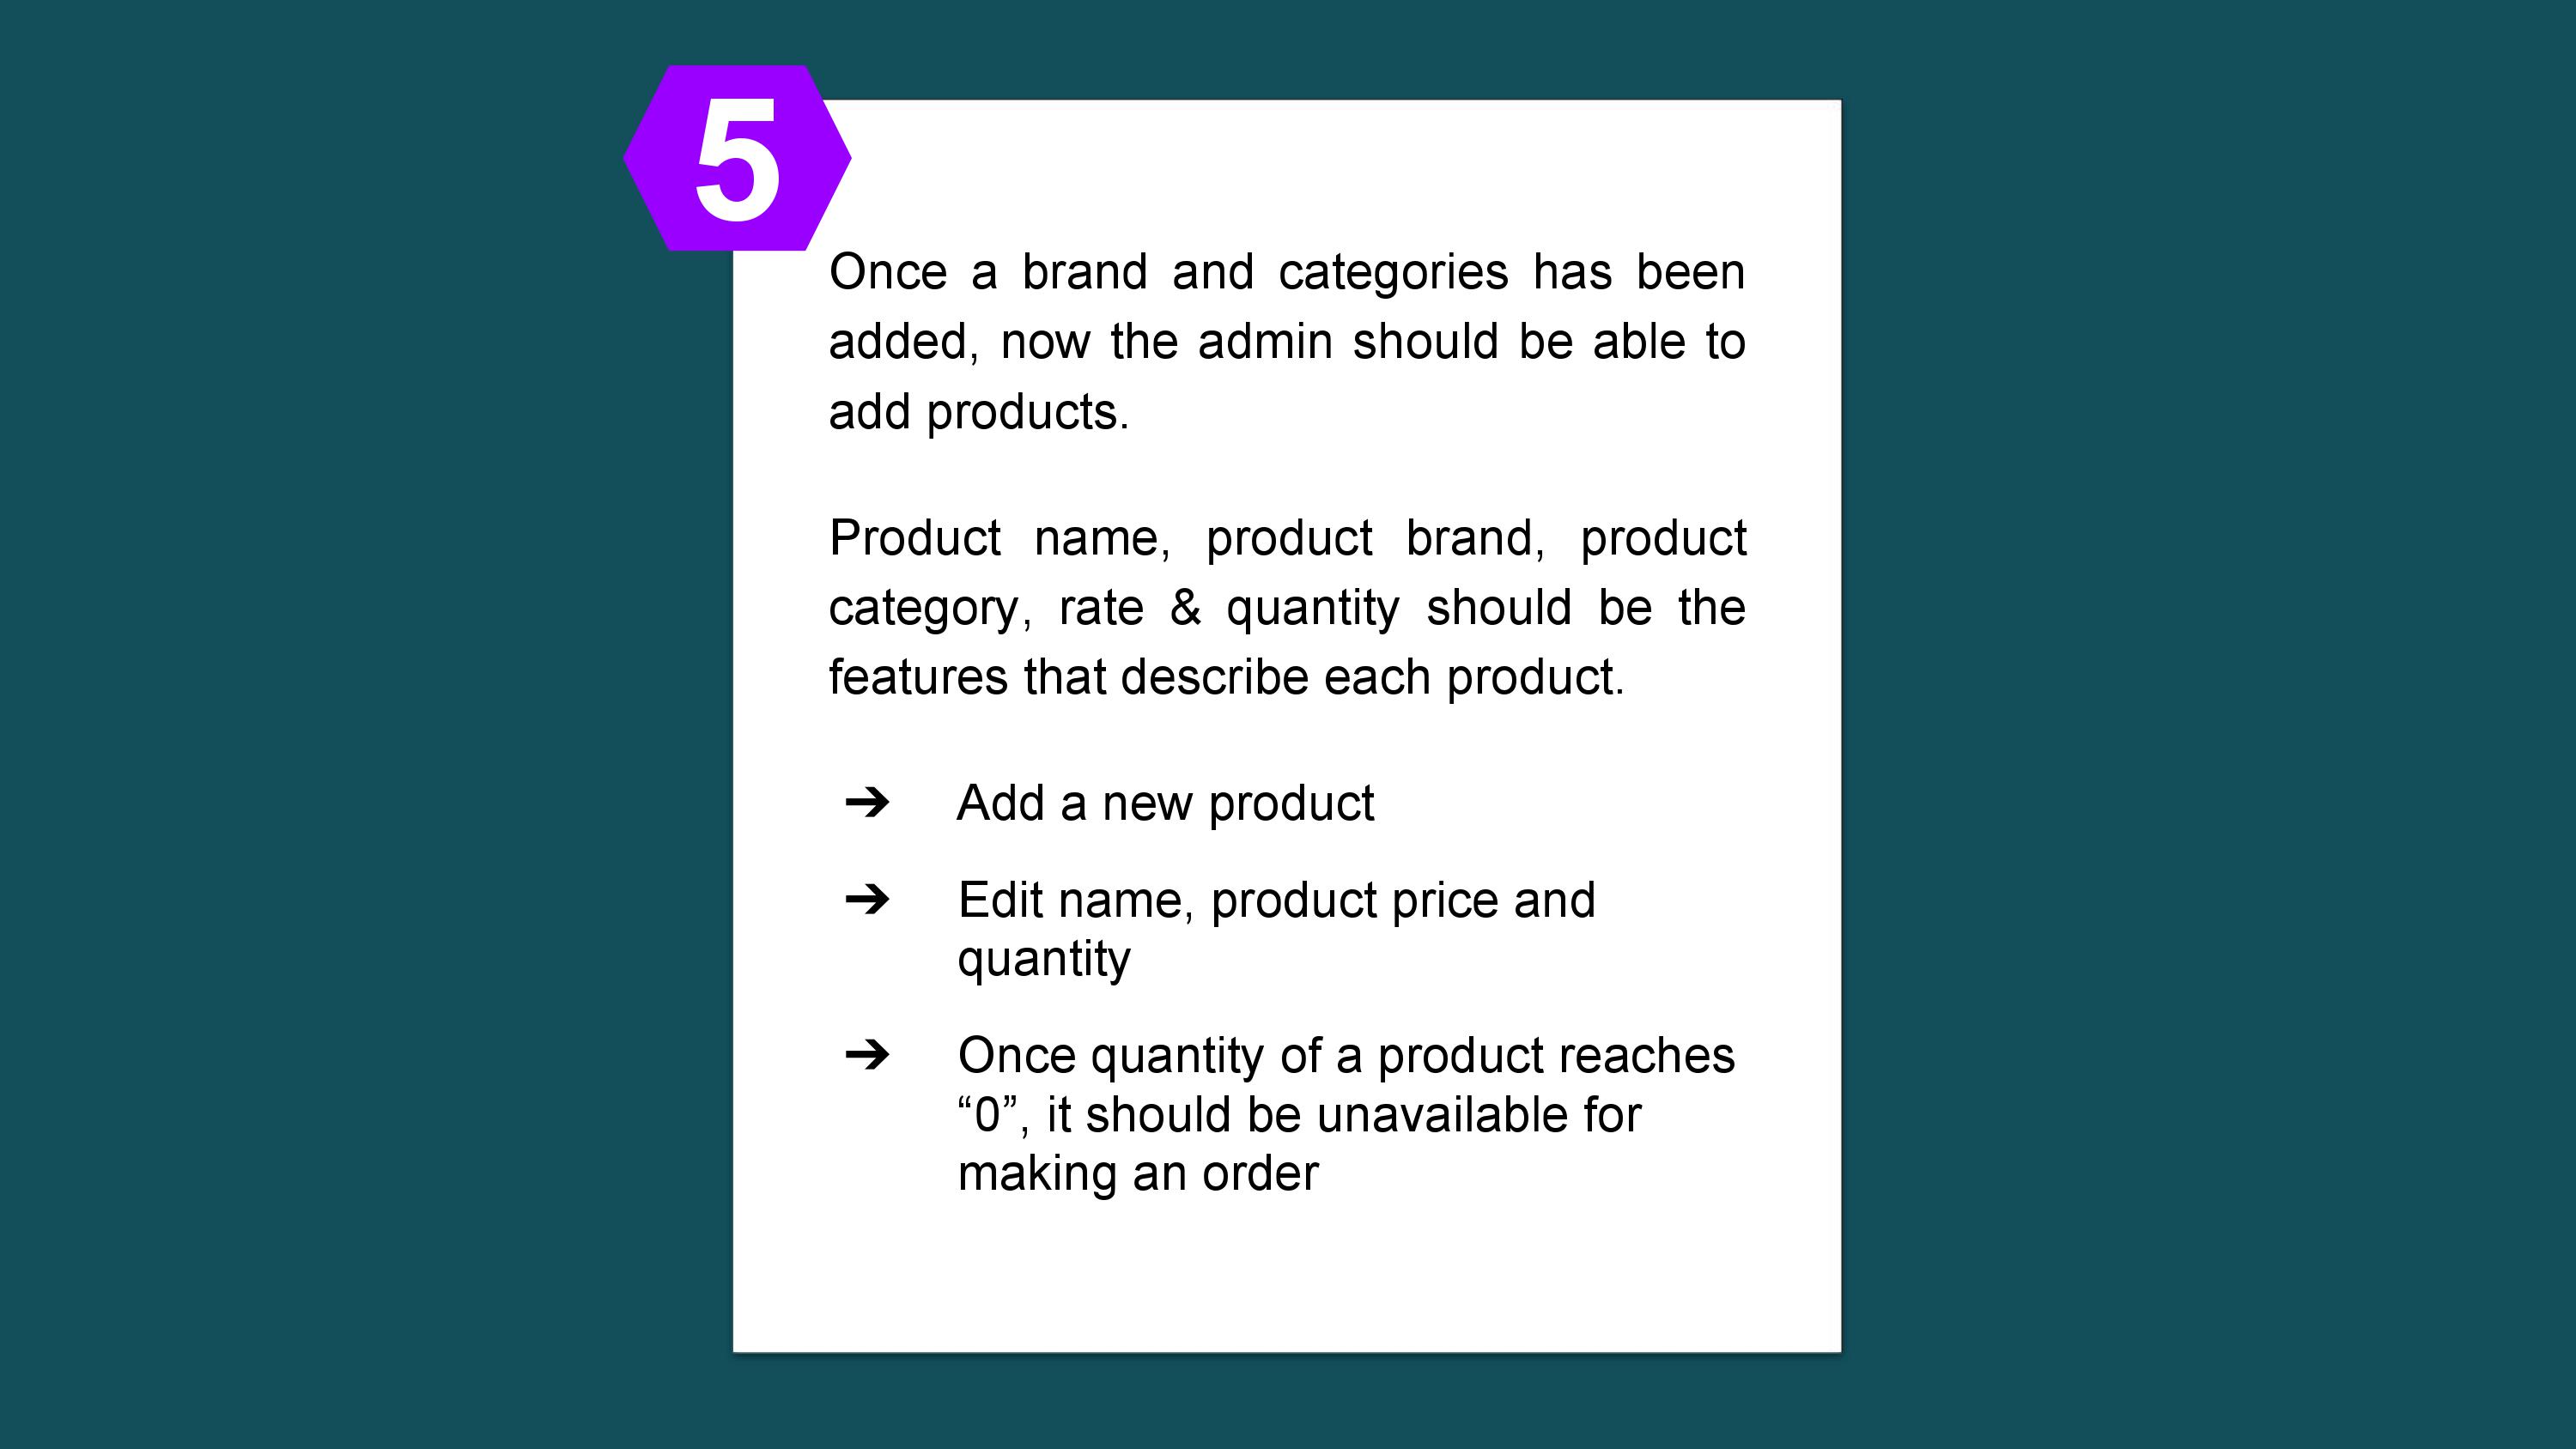 5
Once a brand and categories has been
added, now the admin should be able to
add products.
Product name, product brand, product
category, rate & quantity should be the
features that describe each product.
➔ Add a new product
➔ Edit name, product price and
quantity
➔ Once quantity of a product reaches
“0”, it should be unavailable for
making an order